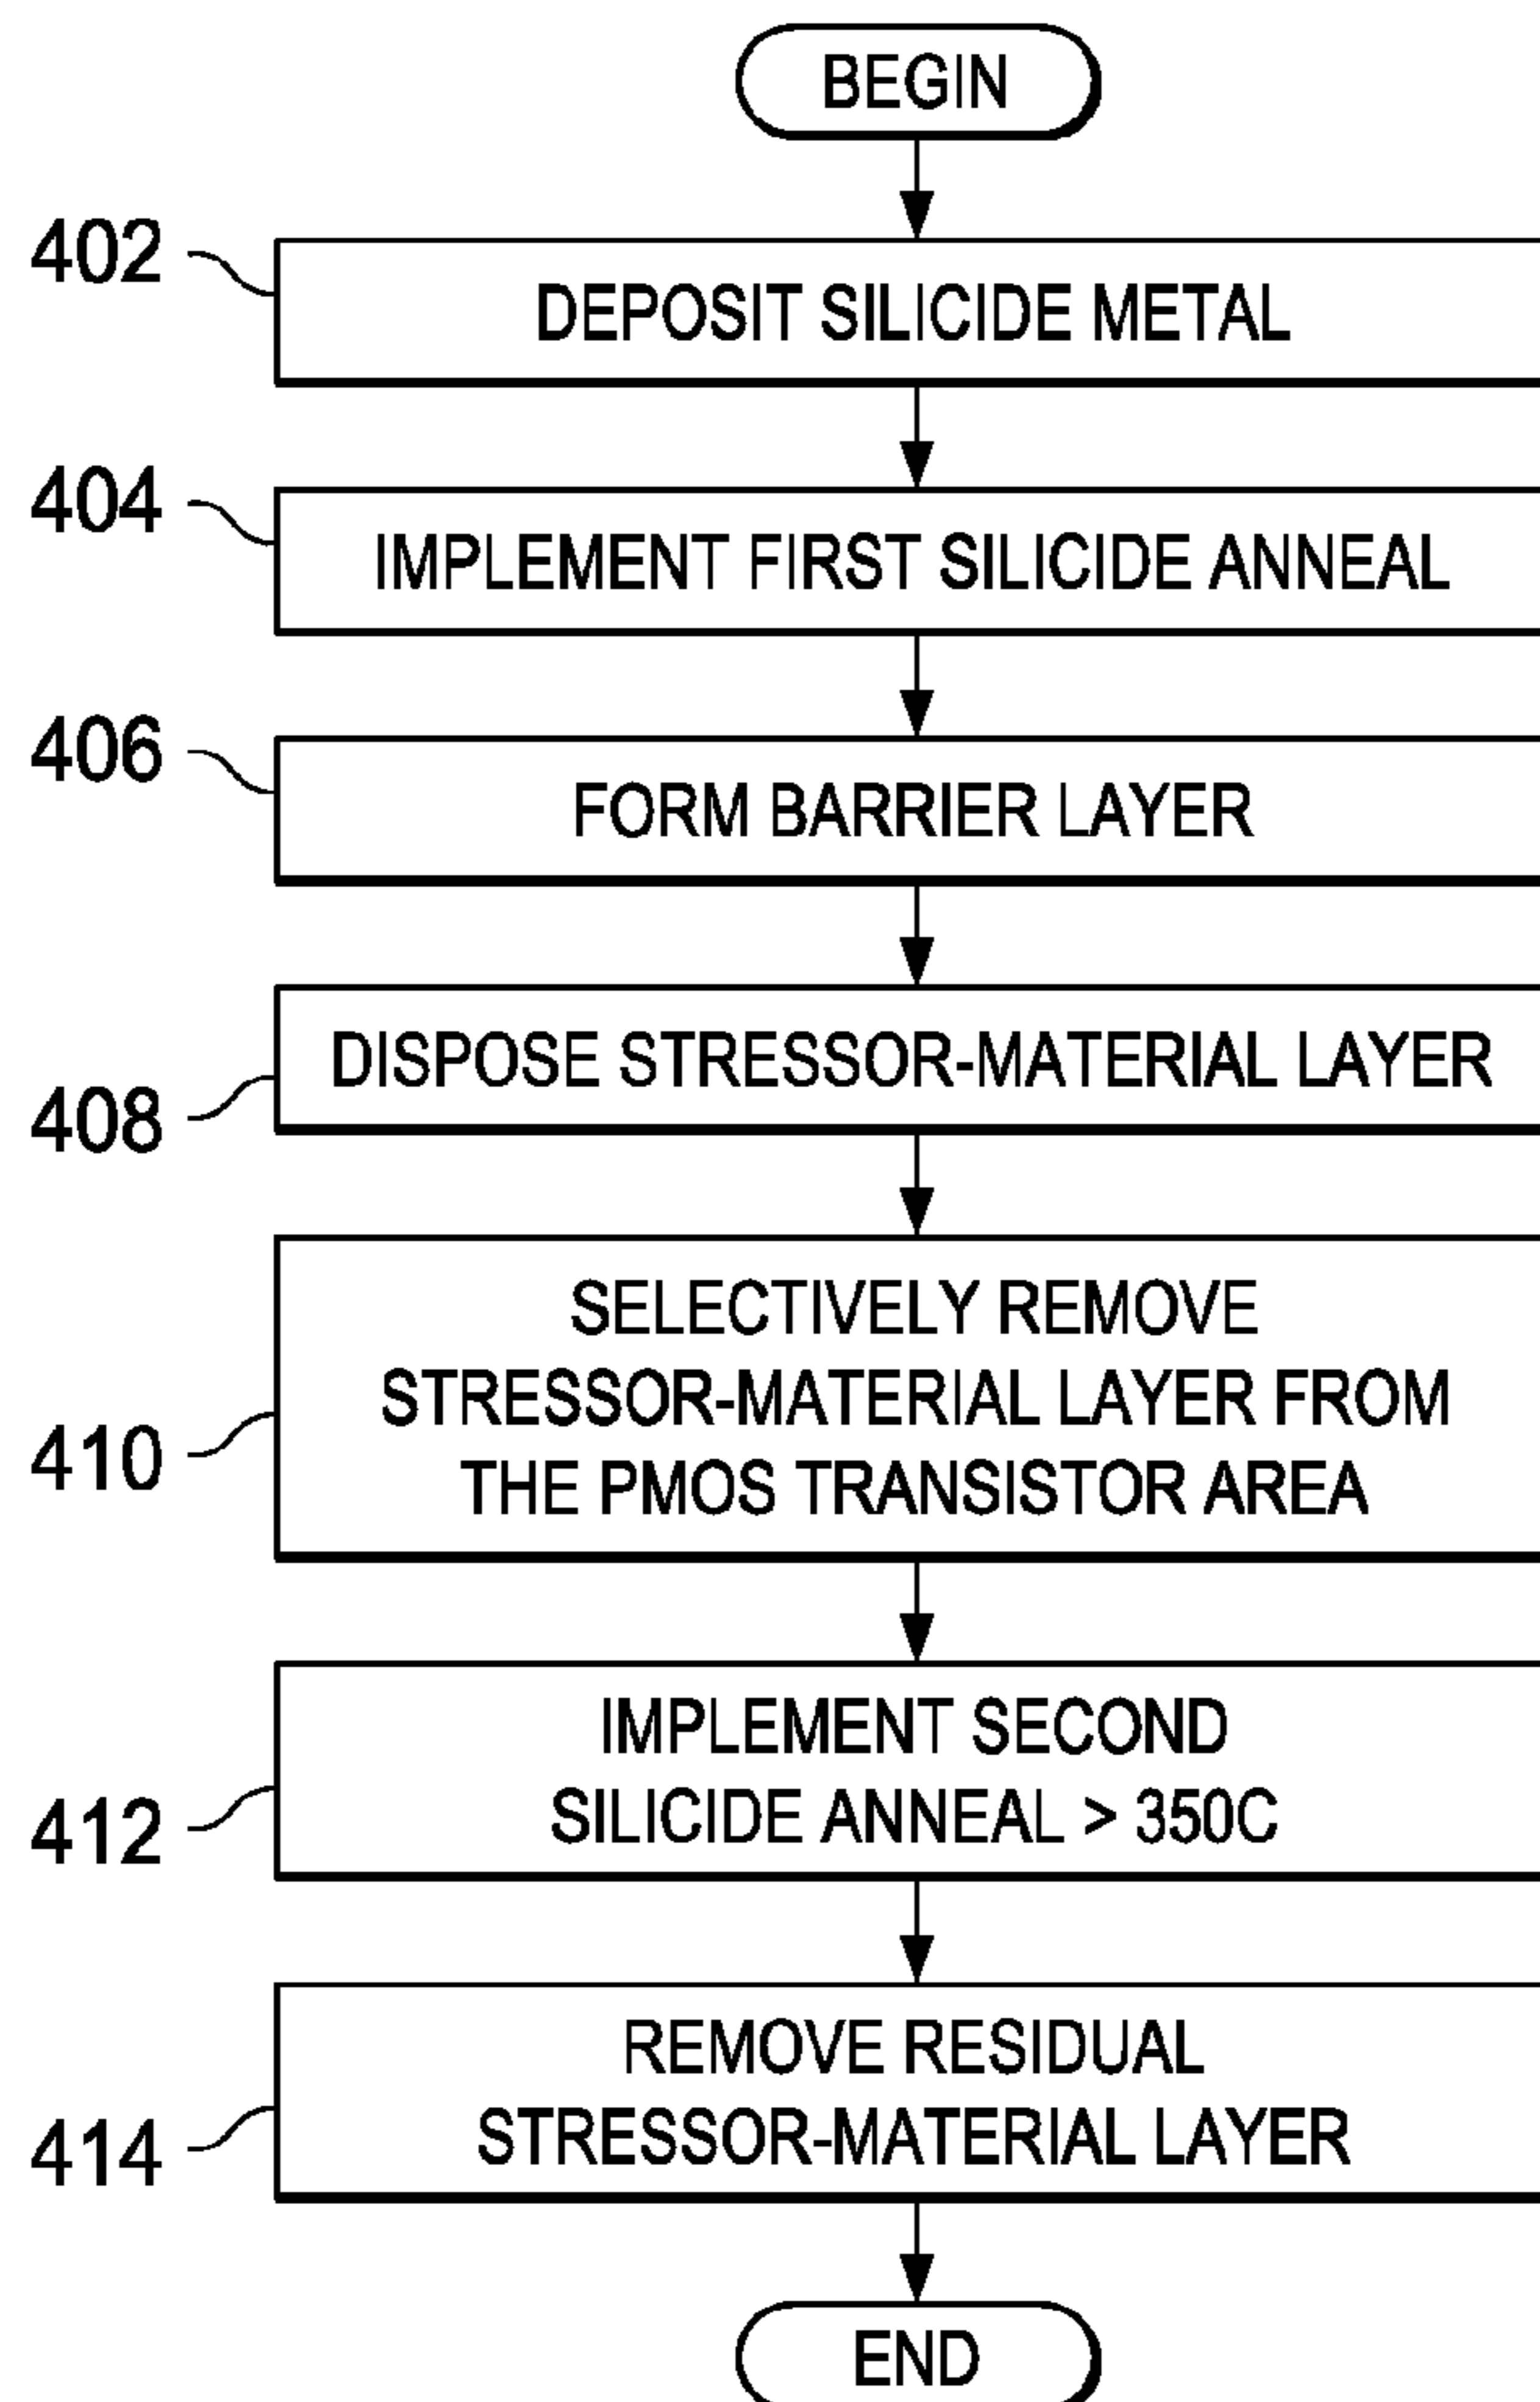 BEGIN
402
DEPOSIT SILICIDE METAL
404
IMPLEMENT FIRST SILICIDE ANNEAL
406
FORM BARRIER LAYER
408
DISPOSE STRESSOR-MATERIAL LAYER
410
SELECTIVELY REMOVE
STRESSOR-MATERIAL LAYER FROM
THE PMOS TRANSISTOR AREA
412
IMPLEMENT SECOND
SILICIDE ANNEAL > 350C
414
REMOVE RESIDUAL
STRESSOR-MATERIAL LAYER
END